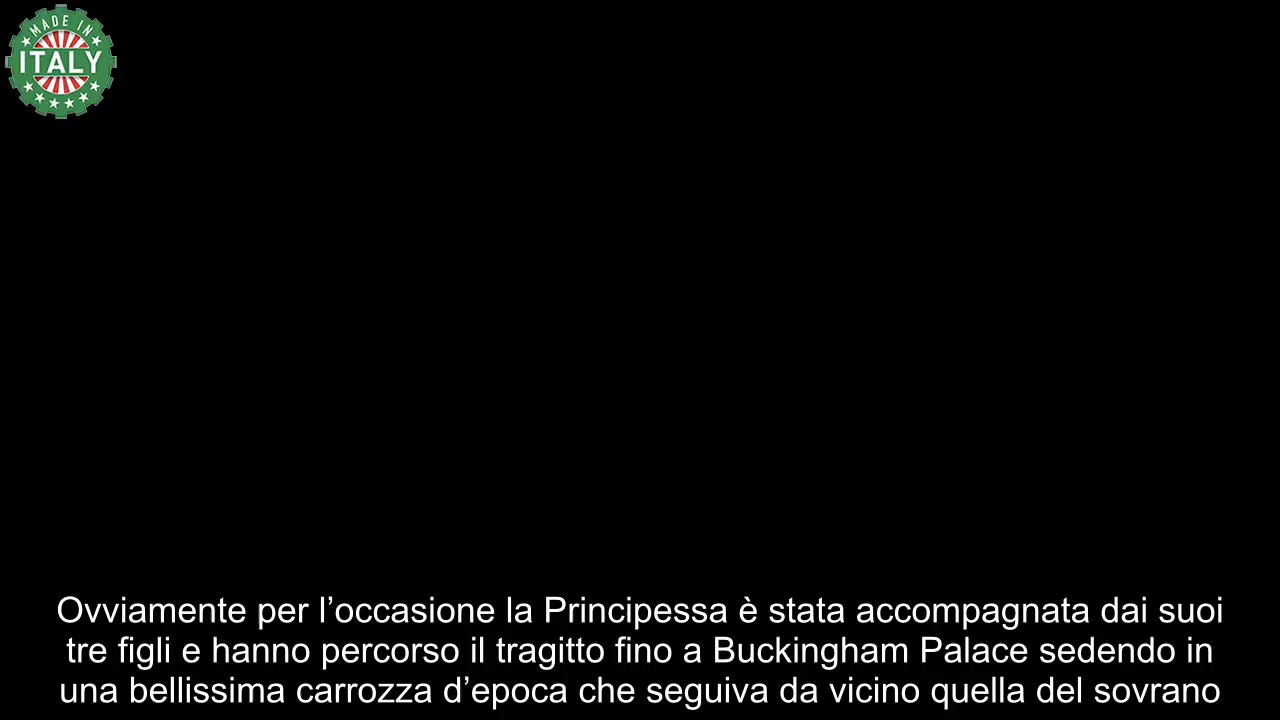 MADE IN
ITALY
Ovviamente per l’occasione la Principessa è stata accompagnata dai suoi
tre figli e hanno percorso il tragitto fino a Buckingham Palace sedendo in
una bellissima carrozza d’epoca che seguiva da vicino quella del sovrano